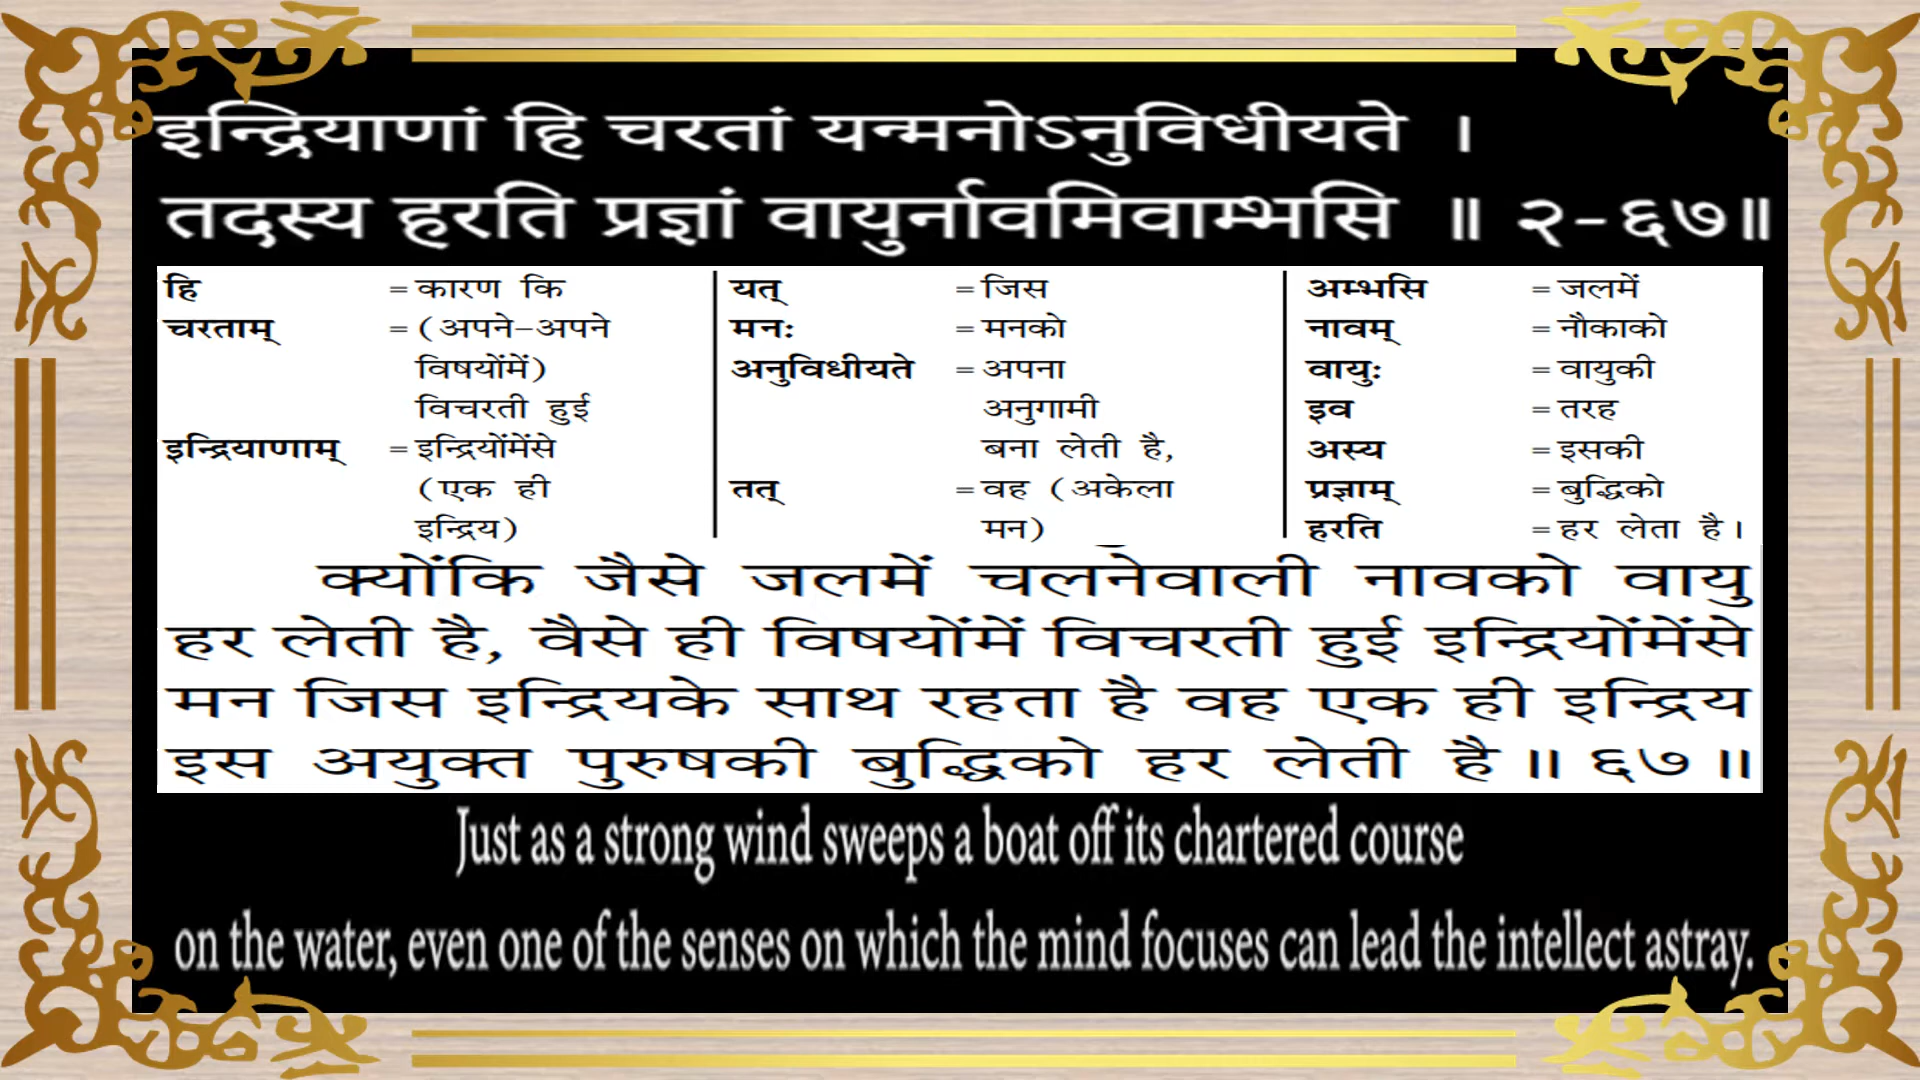 इन्द्रियाणां हि चरतां यन्मनोऽनुविधीयते ।
तदस्य हरति प्रज्ञां वायुर्नावमिवाम्भसि ॥ २-६७॥
हि = कारण कि
चरताम् = (अपने-अपने
विषयोंमें)
विचरती हुई
इन्द्रियाणाम् = इन्द्रियोंमेंसे
(एक ही
इन्द्रिय)
यत् = जिस
मनः = मनको
अनुविधीयते = अपना
अनुगामी
बना लेती है,
तत् = वह (अकेला
मन)
अम्भसि = जलमें
नावम् = नौकाको
वायुः = वायुकी
इव = तरह
अस्य = इसकी
प्रज्ञाम् = बुद्धिको
हरति = हर लेता है।
क्योंकि जैसे जलमें चलनेवाली नावको वायु
हर लेती है, वैसे ही विषयोंमें विचरती हुई इन्द्रियोंमेंसे
मन जिस इन्द्रियके साथ रहता है वह एक ही इन्द्रिय
इस अयुक्त पुरुषकी बुद्धिको हर लेती है॥ ६७॥
Just as a strong wind sweeps a boat off its chartered course
on the water, even one of the senses on which the mind focuses can lead the intellect astray.